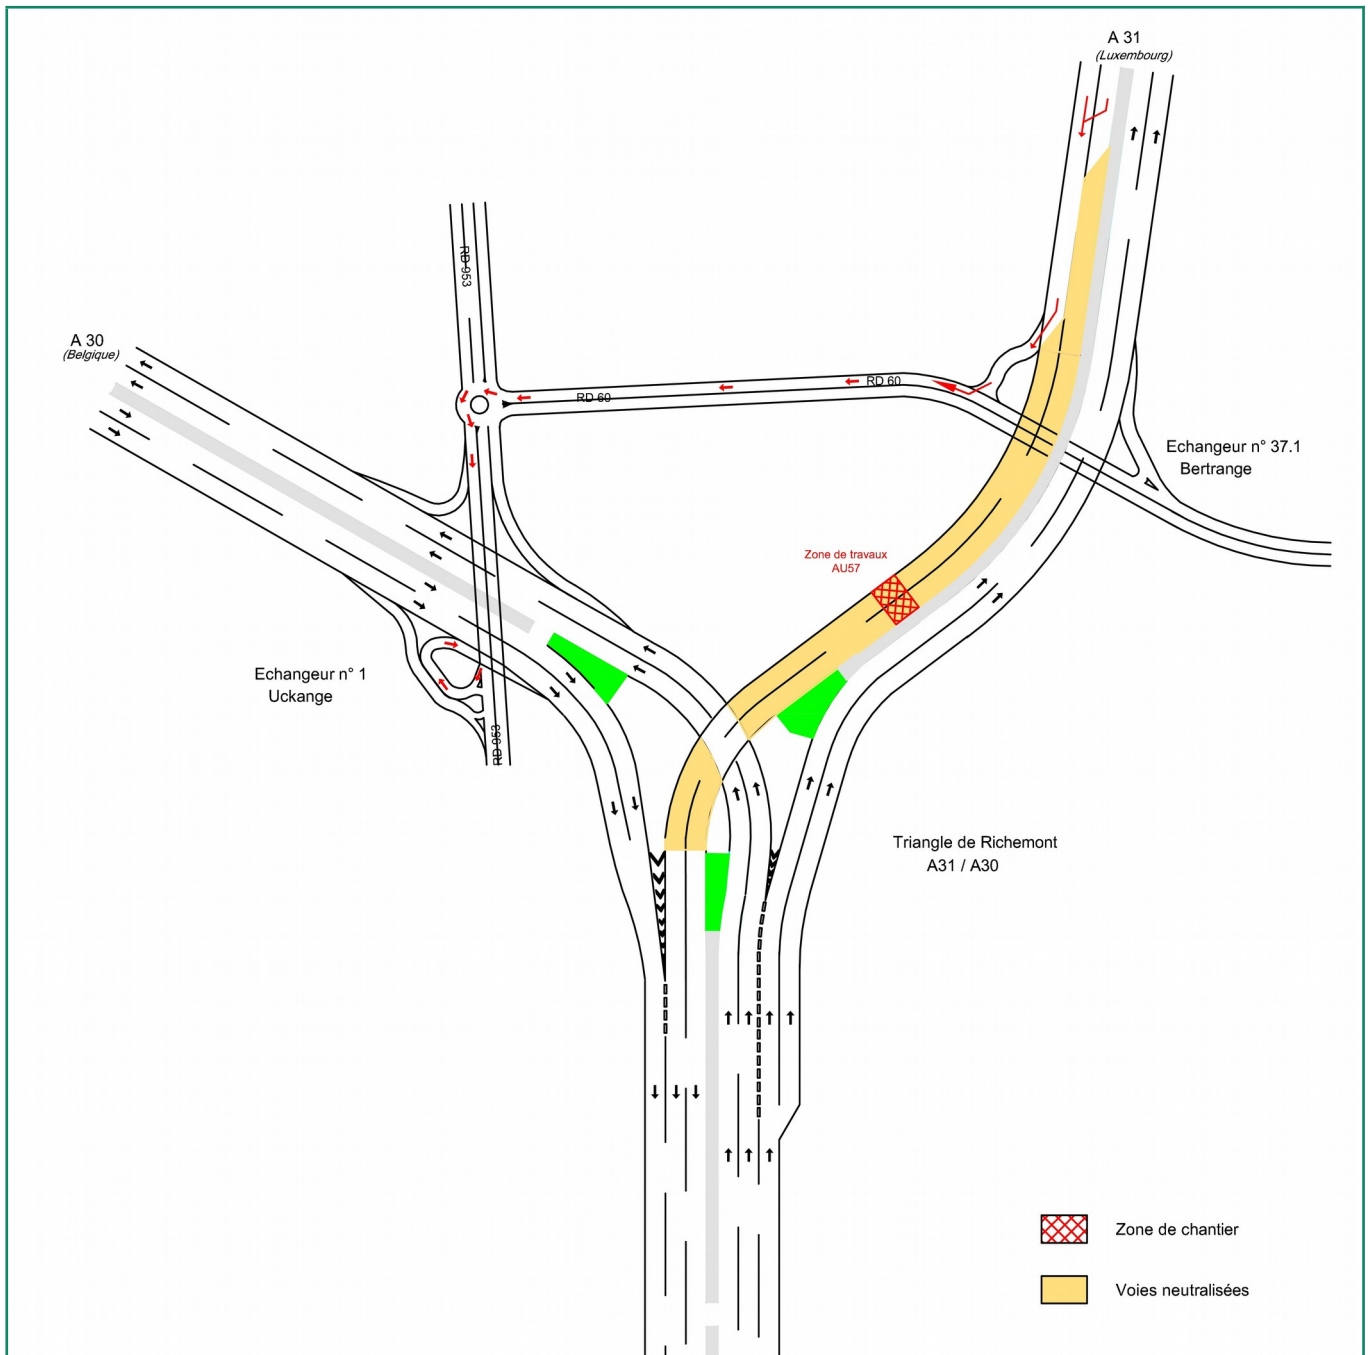 A 31
(Luxembourg)
RD 953
A 30
(Belgique)
RD 60
RD 60
Echangeur n° 37.1
Bertrange
Zone de travaux
AU57
Echangeur n° 1
Uckange
RD 953
Triangle de Richemont
A31 / A30
Zone de chantier
Voies neutralisées